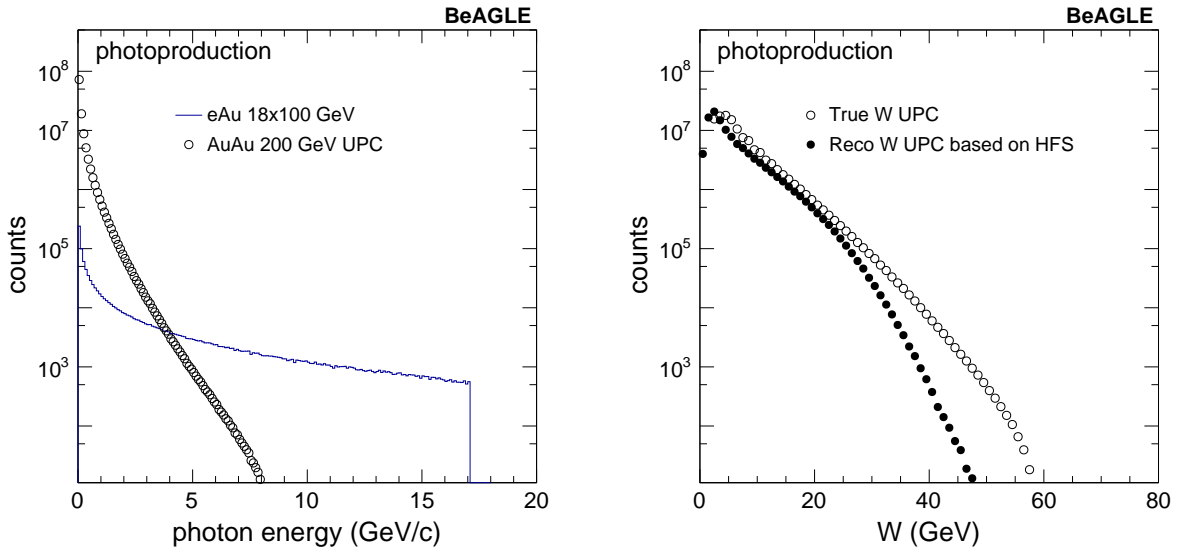 BeAGLE
photoproduction
10^8
10^7
10^5
10^3
counts
eAu 18x100 GeV
AuAu 200 GeV UPC
0 5 10 15 20
photon energy (GeV/c)
BeAGLE
photoproduction
10^8
10^7
10^5
10^3
counts
True W UPC
Reco W UPC based on HFS
0 20 40 60 80
W (GeV)